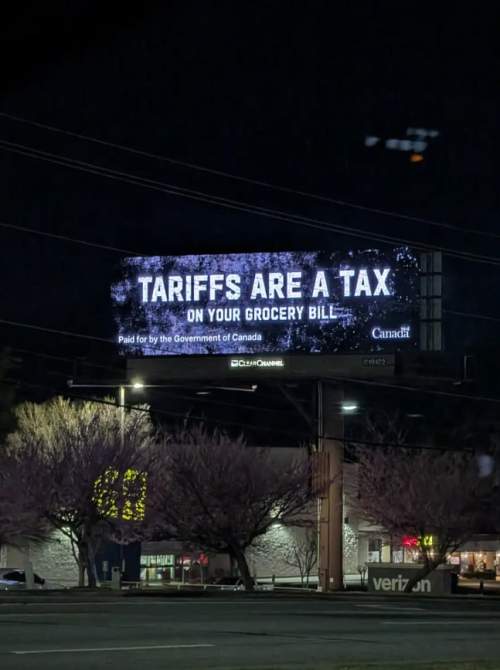 TARIFFS ARE A TAX
ON YOUR GROCERY BILL
Paid for by the Government of Canada
Canada
CLEAR CHANNEL
verizon